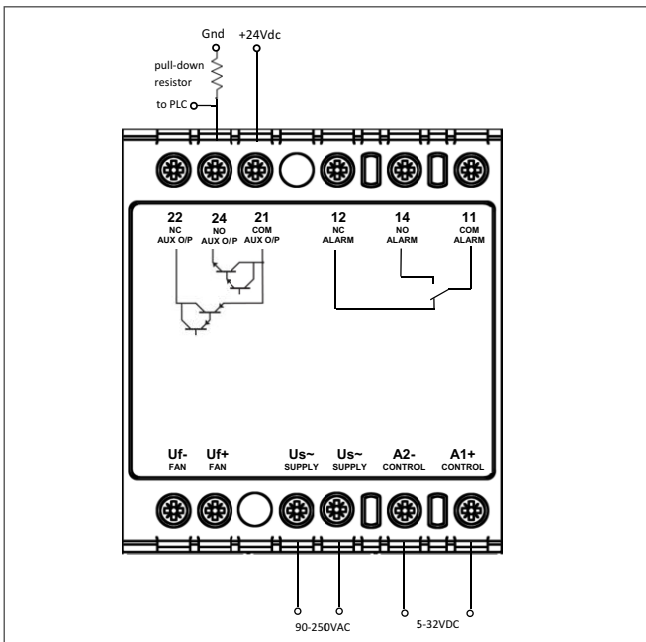 Gnd +24Vdc
pull-down
resistor
to PLC
22 24 21 12 14 11
NC NO COM NC NO COM
AUX O/P AUX O/P AUX O/P ALARM ALARM ALARM
Uf- Uf+ Us~ Us~ A2- A1+
FAN FAN SUPPLY SUPPLY CONTROL CONTROL
90-250VAC 5-32VDC